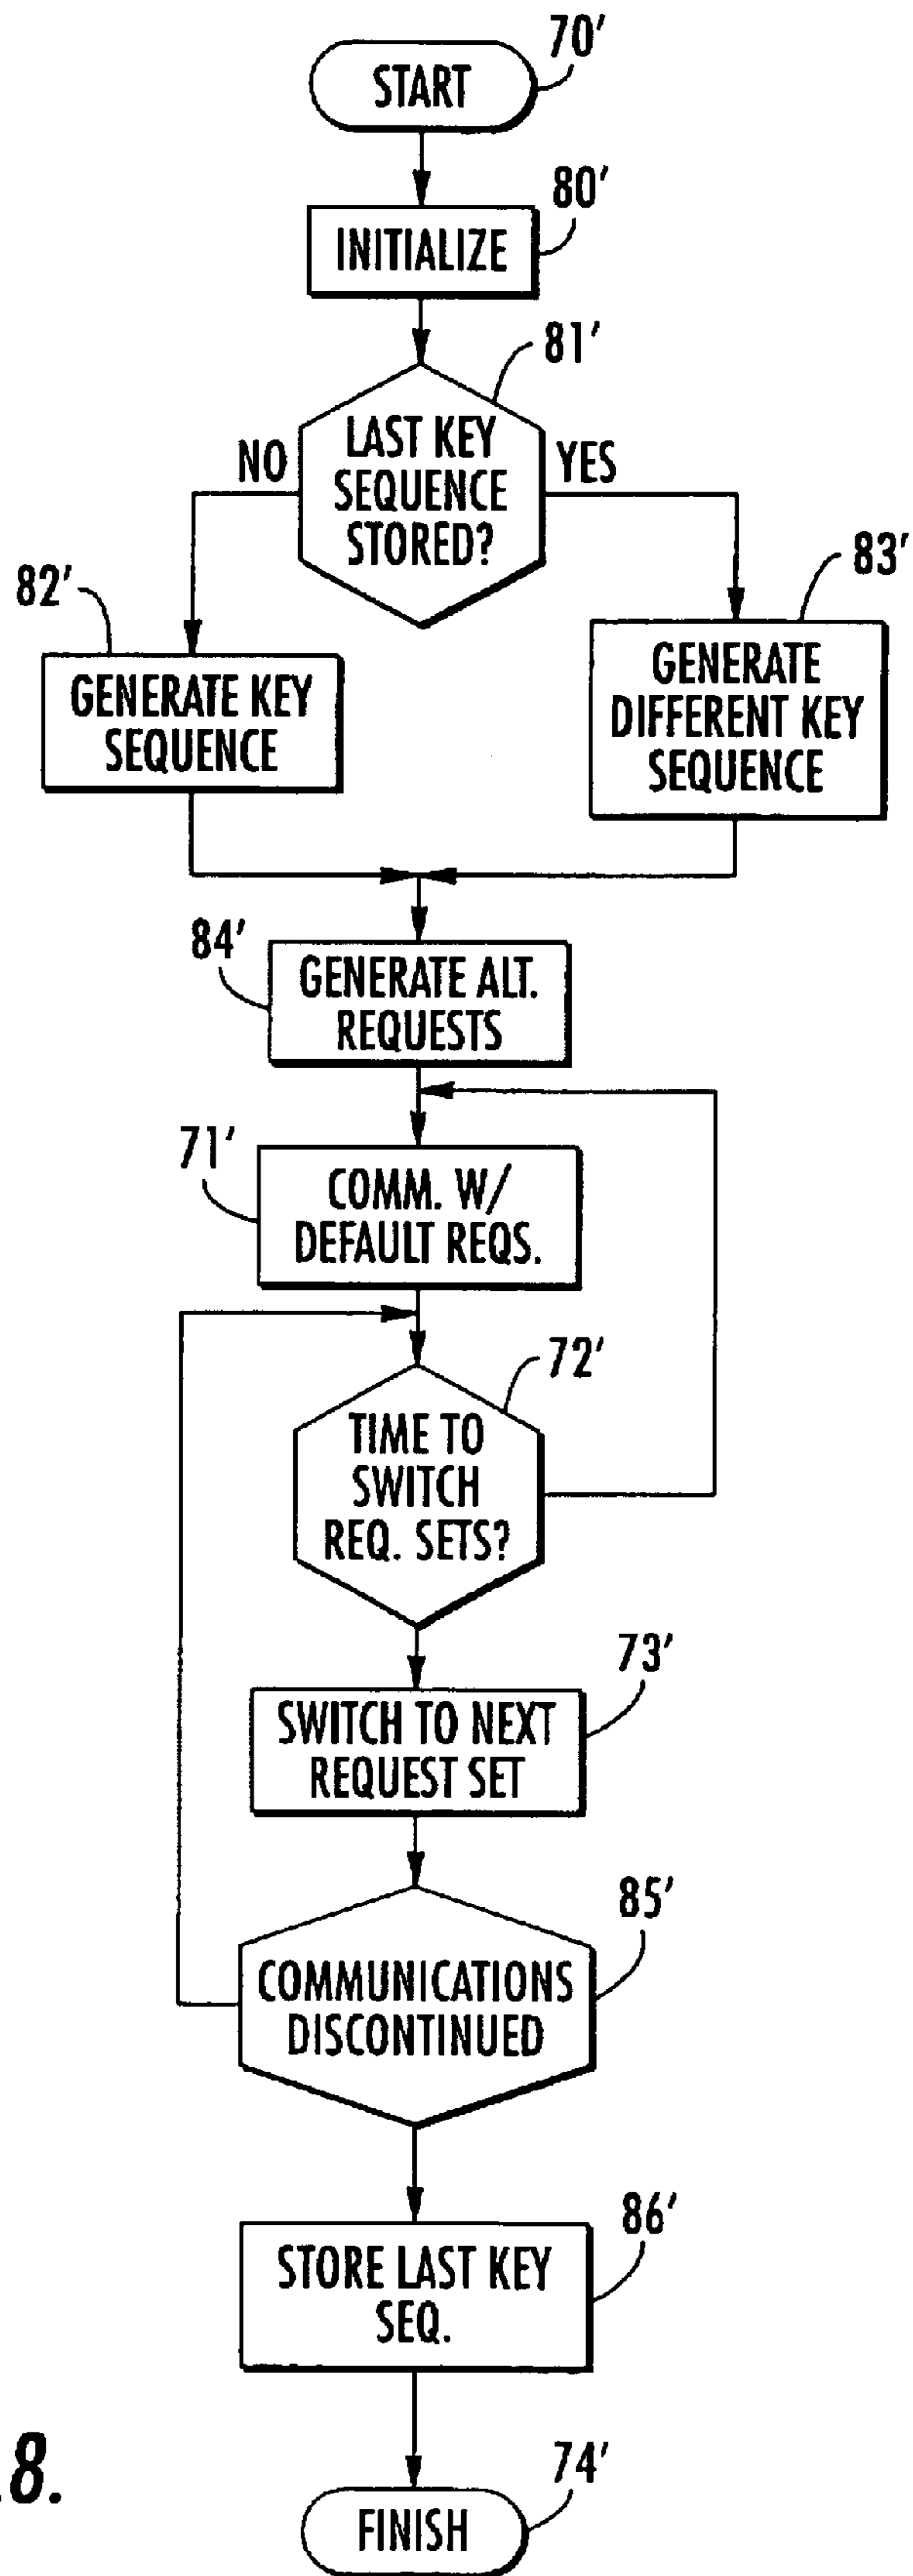 70'
START
80'
INITIALIZE
81'
LAST KEY
SEQUENCE
STORED?
NO
YES
82'
83'
GENERATE KEY
SEQUENCE
GENERATE
DIFFERENT KEY
SEQUENCE
84'
GENERATE ALT.
REQUESTS
71'
COMM. W/
DEFAULT REQS.
72'
TIME TO
SWITCH
REQ. SETS?
73'
SWITCH TO NEXT
REQUEST SET
85'
COMMUNICATIONS
DISCONTINUED
86'
STORE LAST KEY
SEQ.
74'
FINISH
8.